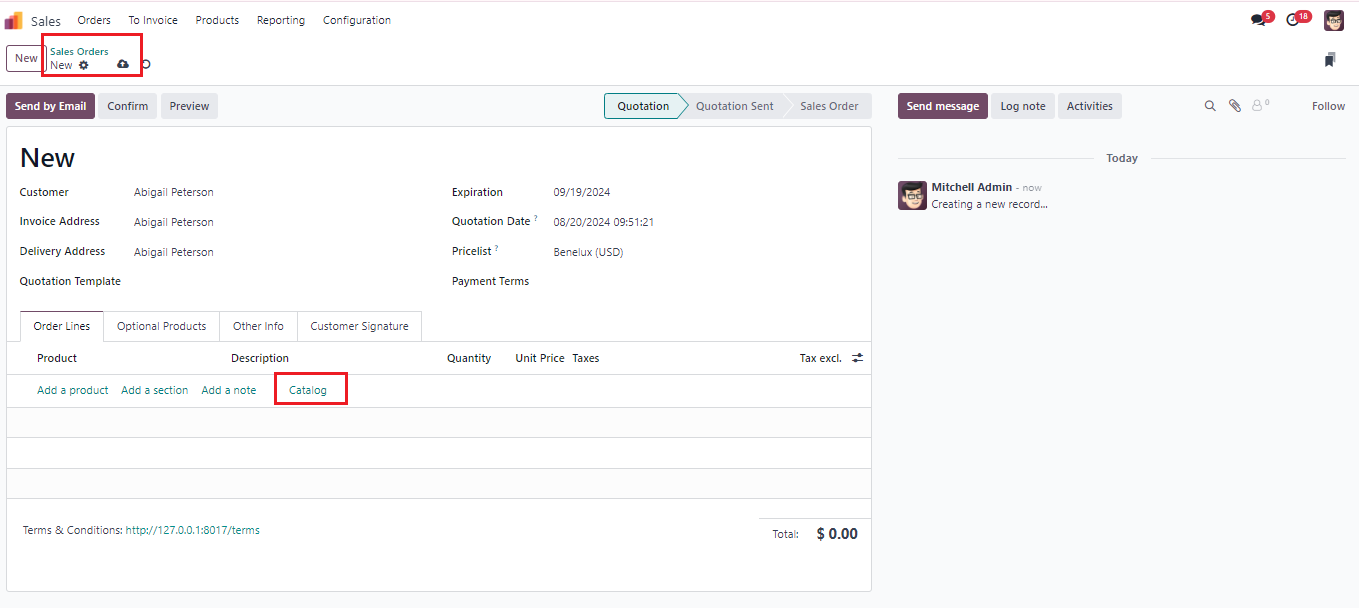 Sales Orders To Invoice Products Reporting Configuration 5 18
New Sales Orders
New
Send by Email Confirm Preview Quotation Quotation Sent Sales Order Send message Log note Activities 0 Follow
New
Today
Customer Abigail Peterson Expiration 09/19/2024
Mitchell Admin - now
Creating a new record...
Invoice Address Abigail Peterson Quotation Date ? 08/20/2024 09:51:21
Delivery Address Abigail Peterson Pricelist ? Benelux (USD)
Quotation Template Payment Terms
Order Lines Optional Products Other Info Customer Signature
Product Description Quantity Unit Price Taxes Tax excl.
Add a product Add a section Add a note Catalog
Terms & Conditions: http://127.0.0.1:8017/terms
Total: $ 0.00